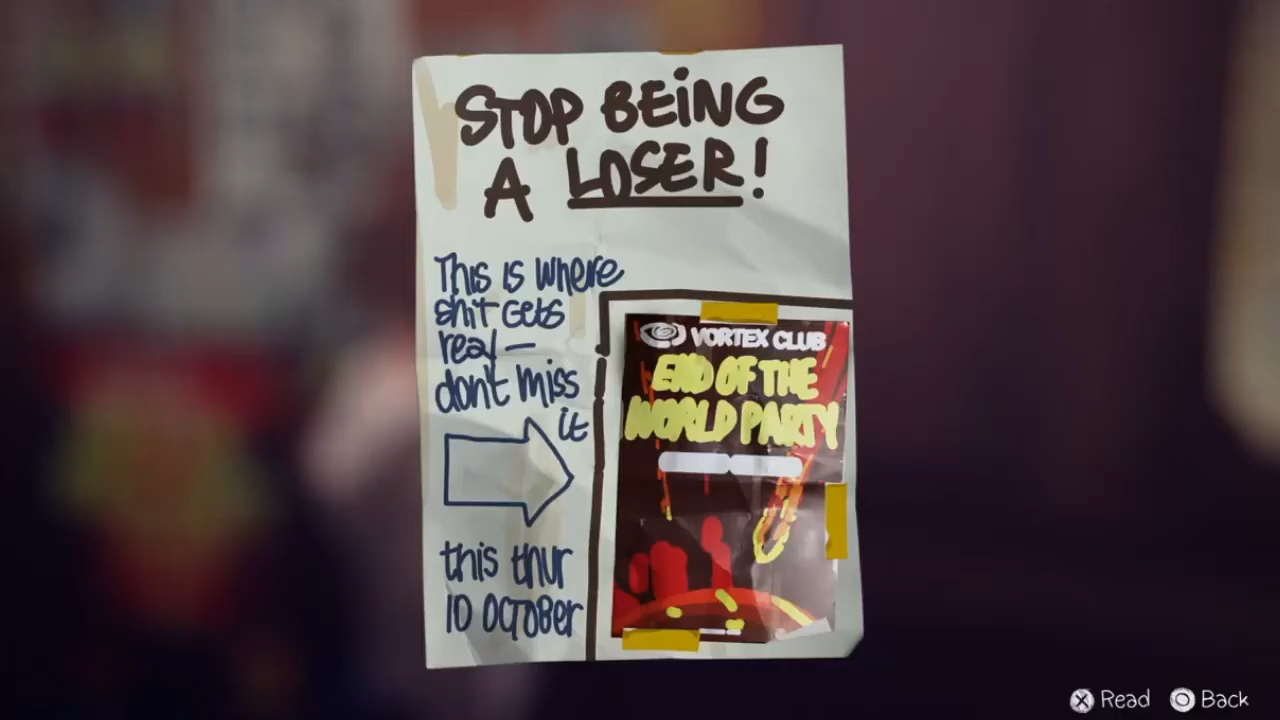 STOP BEING
A LOSER!
This is where
shit gets
real —
don't miss
it
this thur
10 OCTOBER
VORTEX CLUB
END OF THE
WORLD PARTY
Read
Back